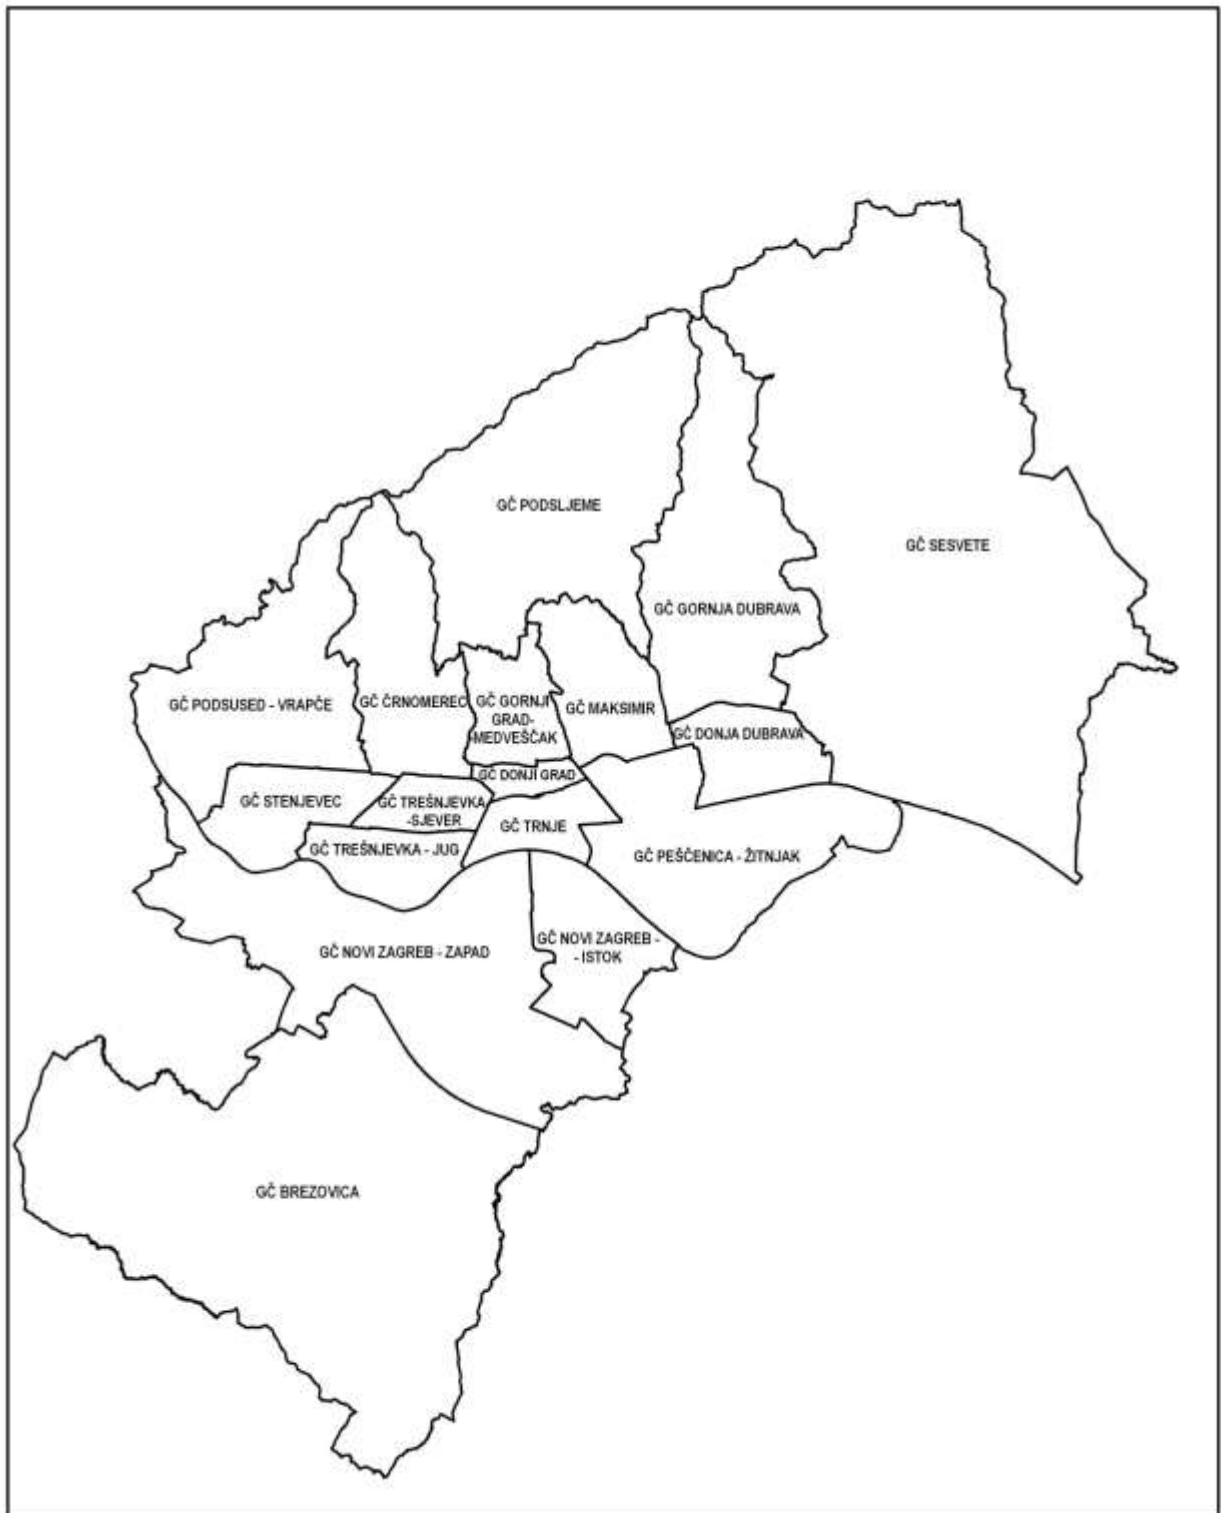 GČ PODSLJEME
GČ SESVETE
GČ GORNJA DUBRAVA
GČ PODSUSED - VRAPČE
GČ ČRNOMEREC
GČ GORNJI
GRAD-
-MEDVEŠČAK
GČ MAKSIMIR
GČ DONJA DUBRAVA
GČ DONJI GRAD
GČ STENJEVEC
GČ TREŠNJEVKA
-SJEVER
GČ TRNJE
GČ TREŠNJEVKA - JUG
GČ PEŠČENICA - ŽITNJAK
GČ NOVI ZAGREB - ZAPAD
GČ NOVI ZAGREB -
- ISTOK
GČ BREZOVICA